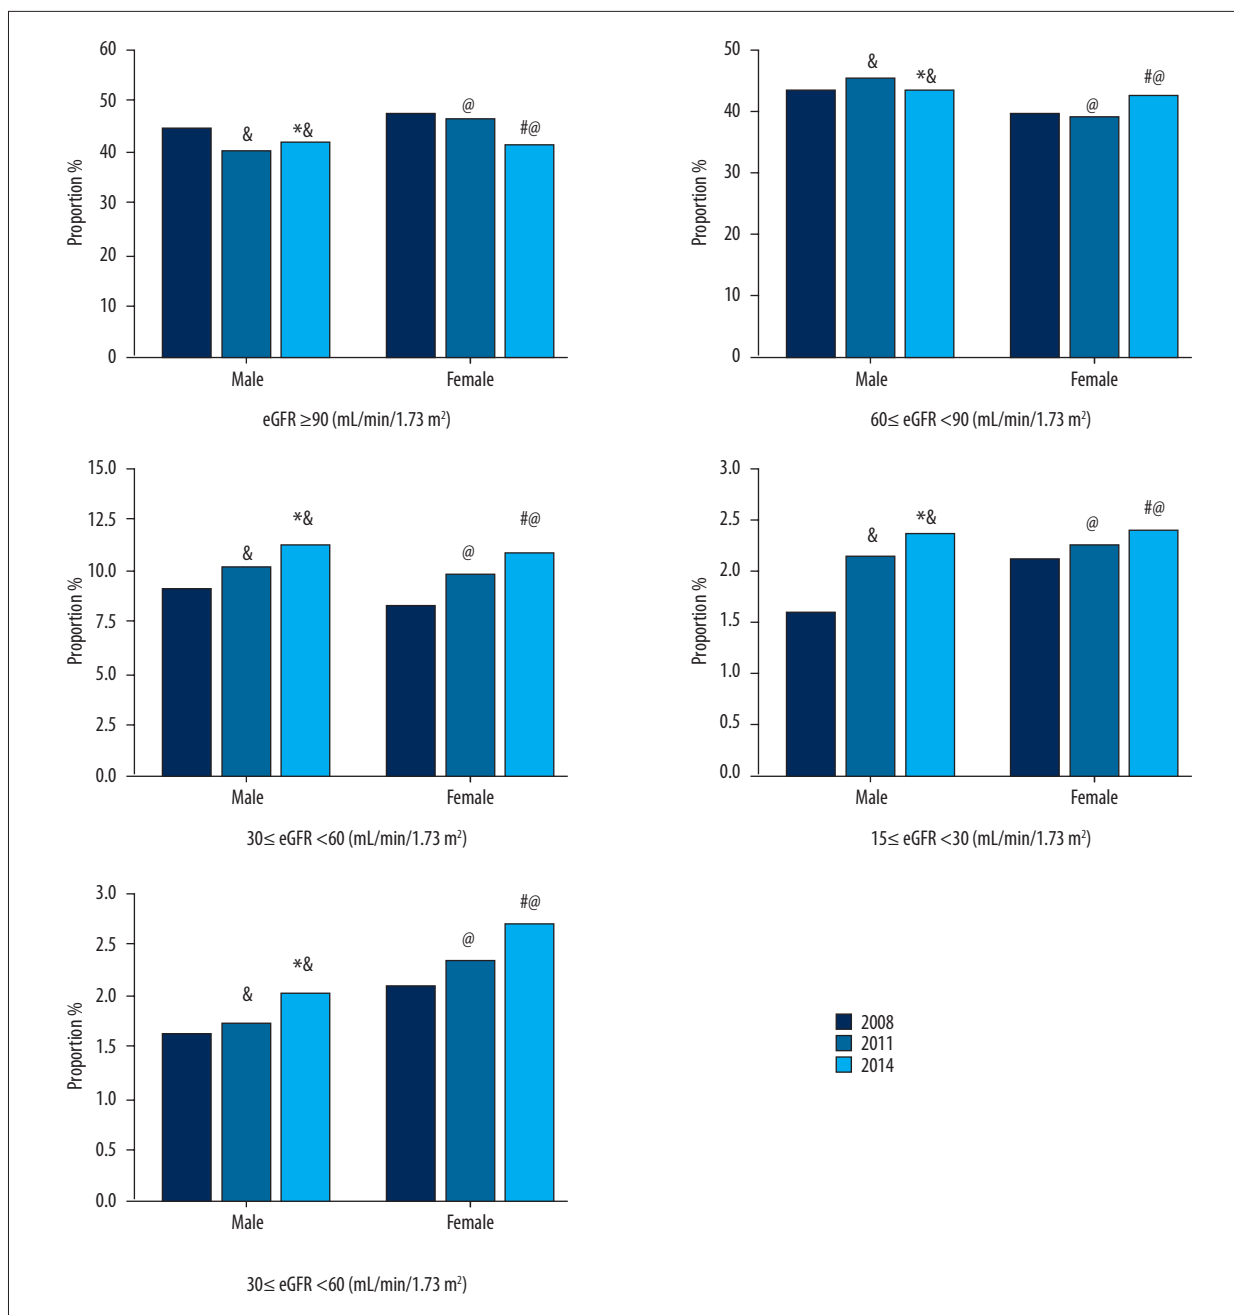 60
50
40
30
20
10
0
Proportion %
&
*&
@
#@
Male
Female
eGFR ≥90 (mL/min/1.73 m²)
50
40
30
20
10
0
Proportion %
&
*&
@
#@
Male
Female
60≤ eGFR <90 (mL/min/1.73 m²)
15.0
12.5
10.0
7.5
5.0
2.5
0.0
Proportion %
&
*&
@
#@
Male
Female
30≤ eGFR <60 (mL/min/1.73 m²)
3.0
2.5
2.0
1.5
1.0
0.5
0.0
Proportion %
&
*&
@
#@
Male
Female
15≤ eGFR <30 (mL/min/1.73 m²)
3.0
2.5
2.0
1.5
1.0
0.5
0.0
Proportion %
&
*&
@
#@
Male
Female
30≤ eGFR <60 (mL/min/1.73 m²)
2008
2011
2014